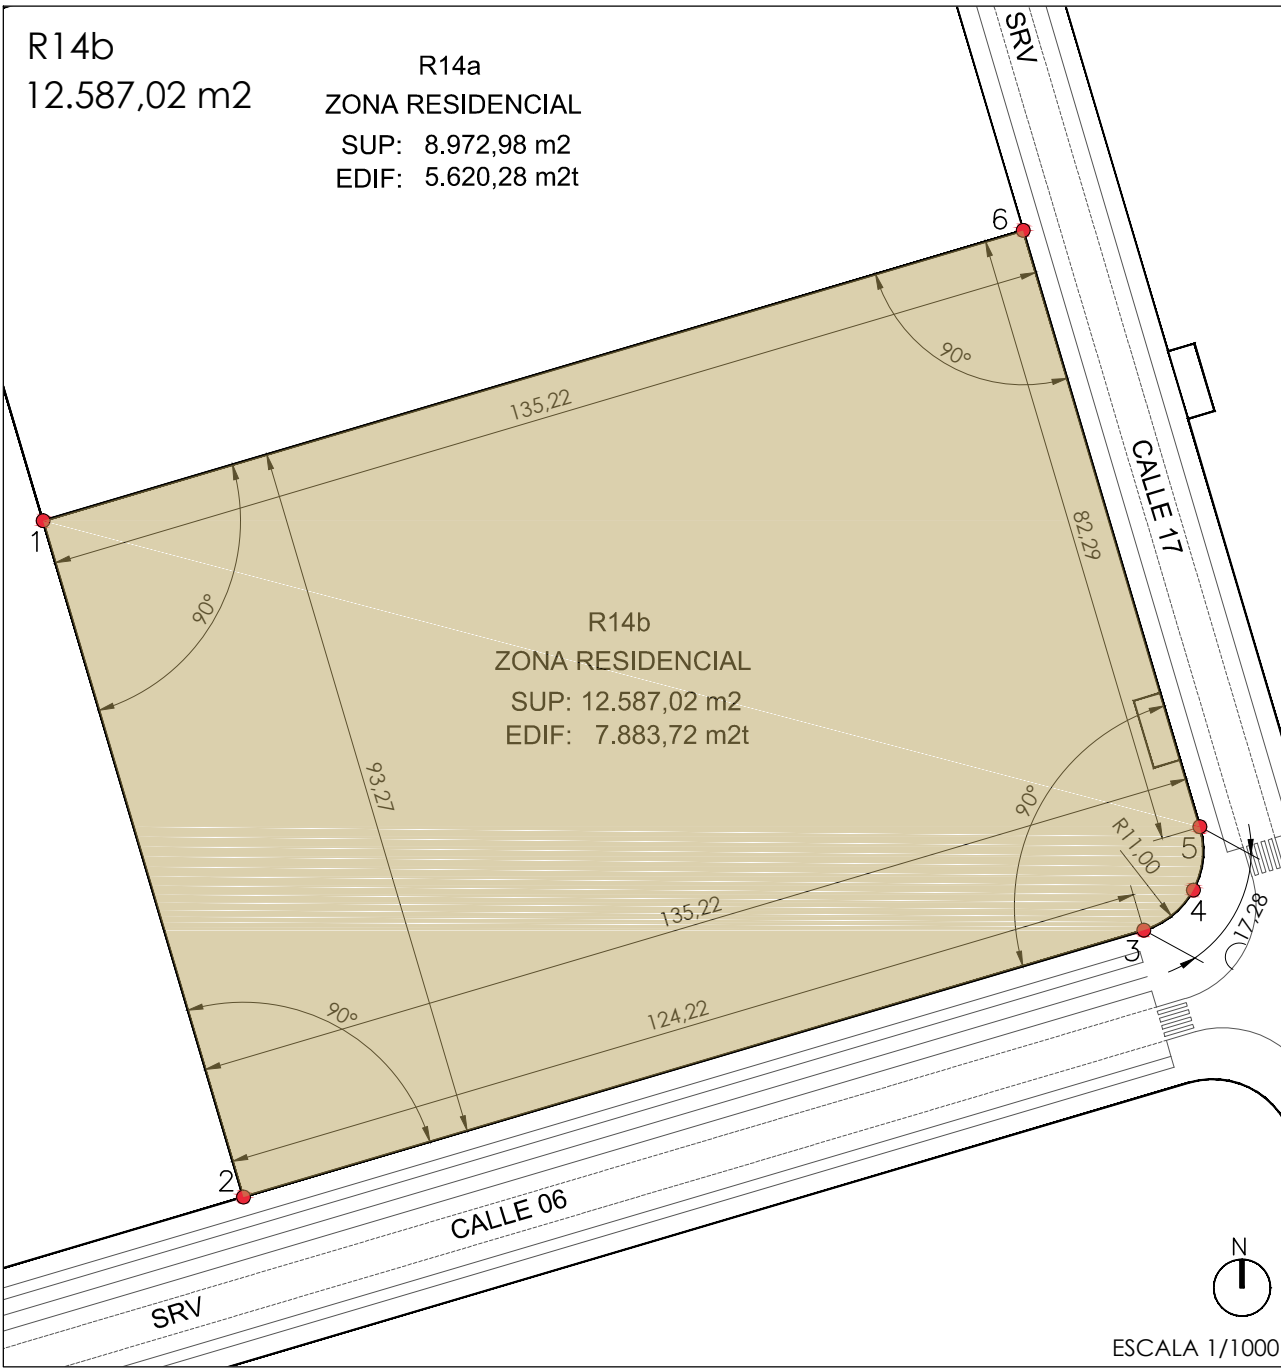 R14b
12.587,02 m2
R14a
ZONA RESIDENCIAL
SUP: 8.972,98 m2
EDIF: 5.620,28 m2t
SRV
6
90°
135,22
CALLE 17
82,29
1
90°
R14b
ZONA RESIDENCIAL
SUP: 12.587,02 m2
EDIF: 7.883,72 m2t
93,27
90°
R11,00
5
4
17,28
135,22
3
90°
124,22
2
CALLE 06
SRV
N
ESCALA 1/1000